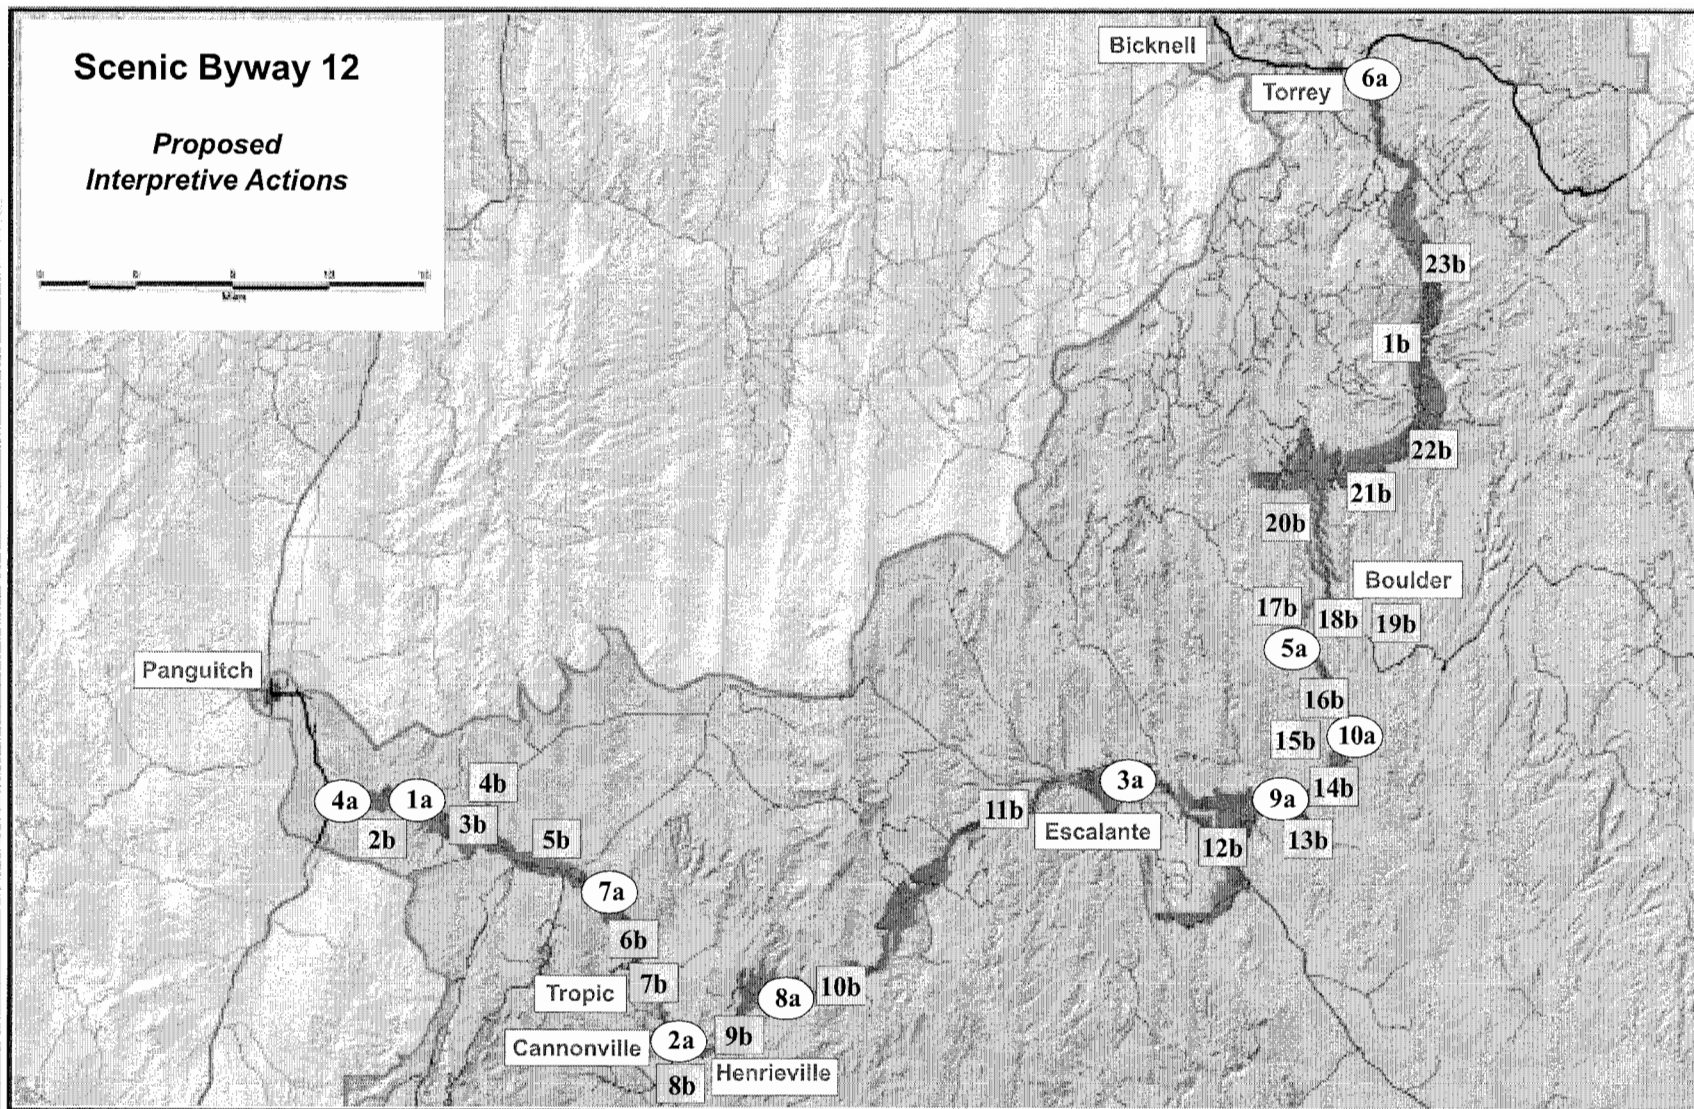 Scenic Byway 12
Proposed
Interpretive Actions
Bicknell
Torrey
6a
23b
1b
22b
21b
20b
Boulder
17b
18b
19b
5a
16b
15b
10a
14b
9a
13b
12b
3a
Escalante
11b
Panguitch
4a
1a
4b
2b
3b
5b
7a
6b
7b
Tropic
8a
10b
2a
9b
Cannonville
8b
Henrieville